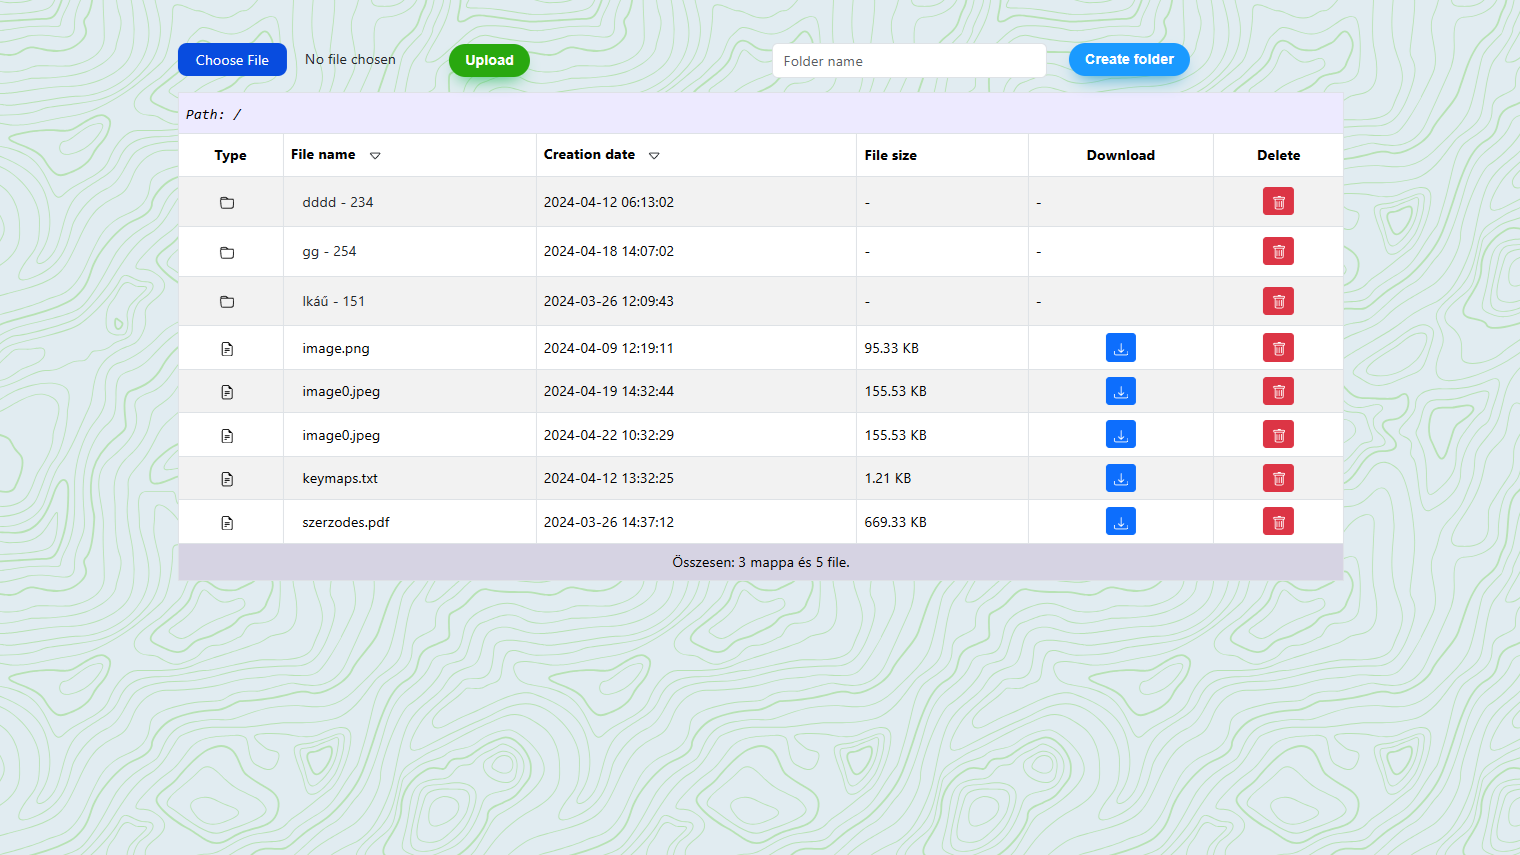 Choose File No file chosen Upload Folder name Create folder
Path: /
Type File name Creation date File size Download Delete
dddd - 234 2024-04-12 06:13:02 - -
gg - 254 2024-04-18 14:07:02 - -
lkáű - 151 2024-03-26 12:09:43 - -
image.png 2024-04-09 12:19:11 95.33 KB
image0.jpeg 2024-04-19 14:32:44 155.53 KB
image0.jpeg 2024-04-22 10:32:29 155.53 KB
keymaps.txt 2024-04-12 13:32:25 1.21 KB
szerzodes.pdf 2024-03-26 14:37:12 669.33 KB
Összesen: 3 mappa és 5 file.